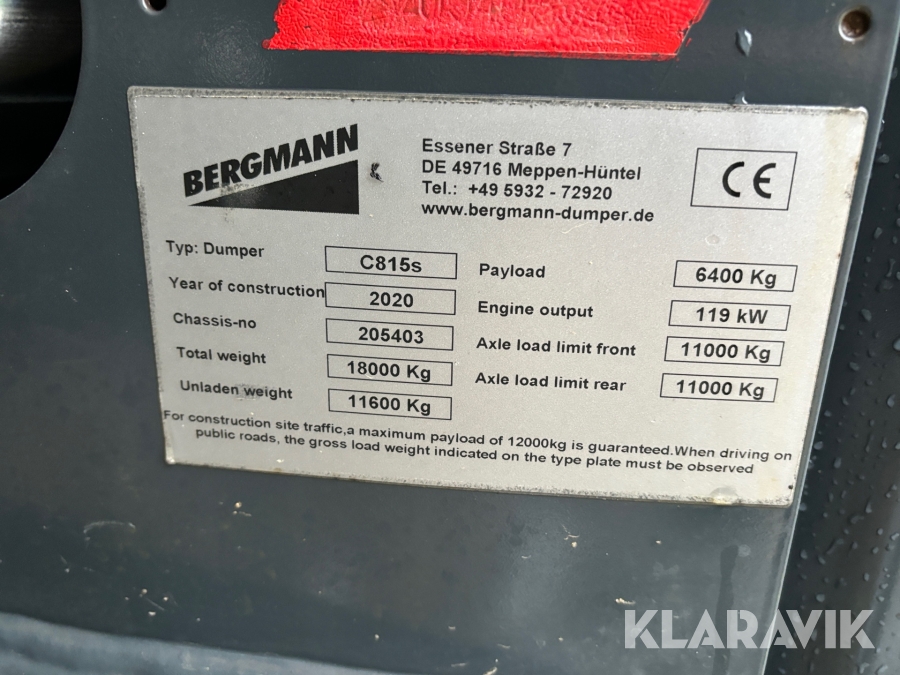 BERGMANN
Essener Straße 7
DE 49716 Meppen-Hüntel
Tel.: +49 5932 - 72920
www.bergmann-dumper.de
CE
Typ: Dumper C815s
Year of construction 2020
Chassis-no 205403
Total weight 18000 Kg
Unladen weight 11600 Kg
Payload 6400 Kg
Engine output 119 kW
Axle load limit front 11000 Kg
Axle load limit rear 11000 Kg
For construction site traffic,a maximum payload of 12000kg is guaranteed.When driving on
public roads, the gross load weight indicated on the type plate must be observed
KLARAVIK